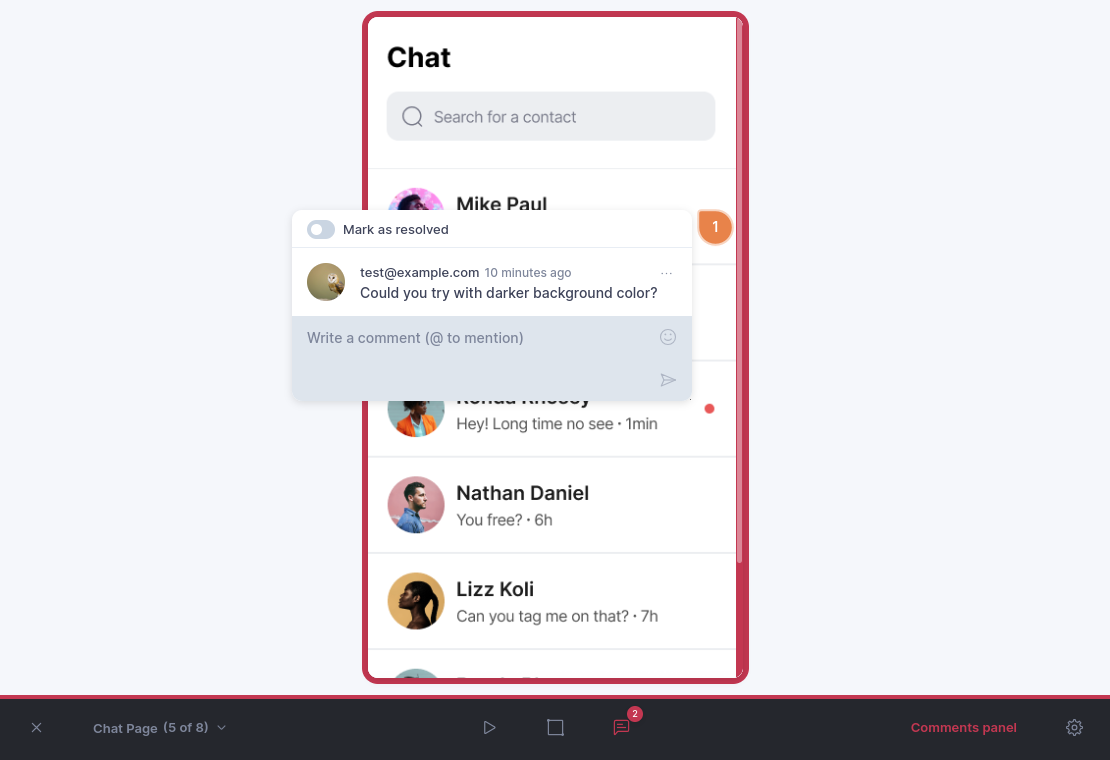 Chat
Search for a contact
Mike Paul
1
Mark as resolved
test@example.com 10 minutes ago
...
Could you try with darker background color?
Write a comment (@ to mention)
Hey! Long time no see · 1min
Nathan Daniel
You free? · 6h
Lizz Koli
Can you tag me on that? · 7h
Chat Page (5 of 8)
2
Comments panel